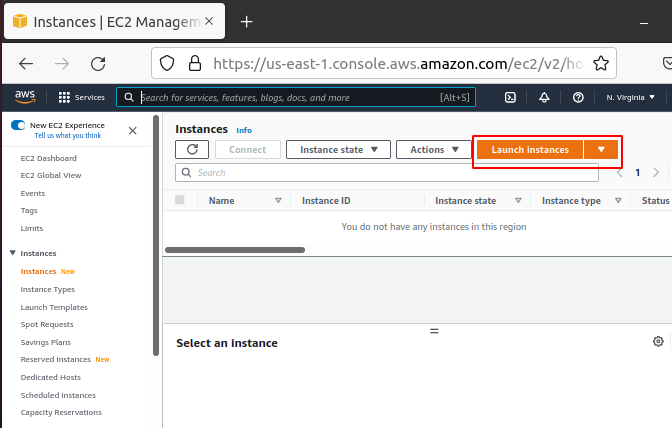 Instances | EC2 Managem
https://us-east-1.console.aws.amazon.com/ec2/v2/ho
aws
Services
Search for services, features, blogs, docs, and more
[Alt+S]
N. Virginia
New EC2 Experience
Tell us what you think
EC2 Dashboard
EC2 Global View
Events
Tags
Limits
Instances
Instances New
Instance Types
Launch Templates
Spot Requests
Savings Plans
Reserved Instances New
Dedicated Hosts
Scheduled Instances
Capacity Reservations
Instances Info
Connect
Instance state
Actions
Launch instances
Search
1
Name
Instance ID
Instance state
Instance type
Status
You do not have any instances in this region
Select an instance